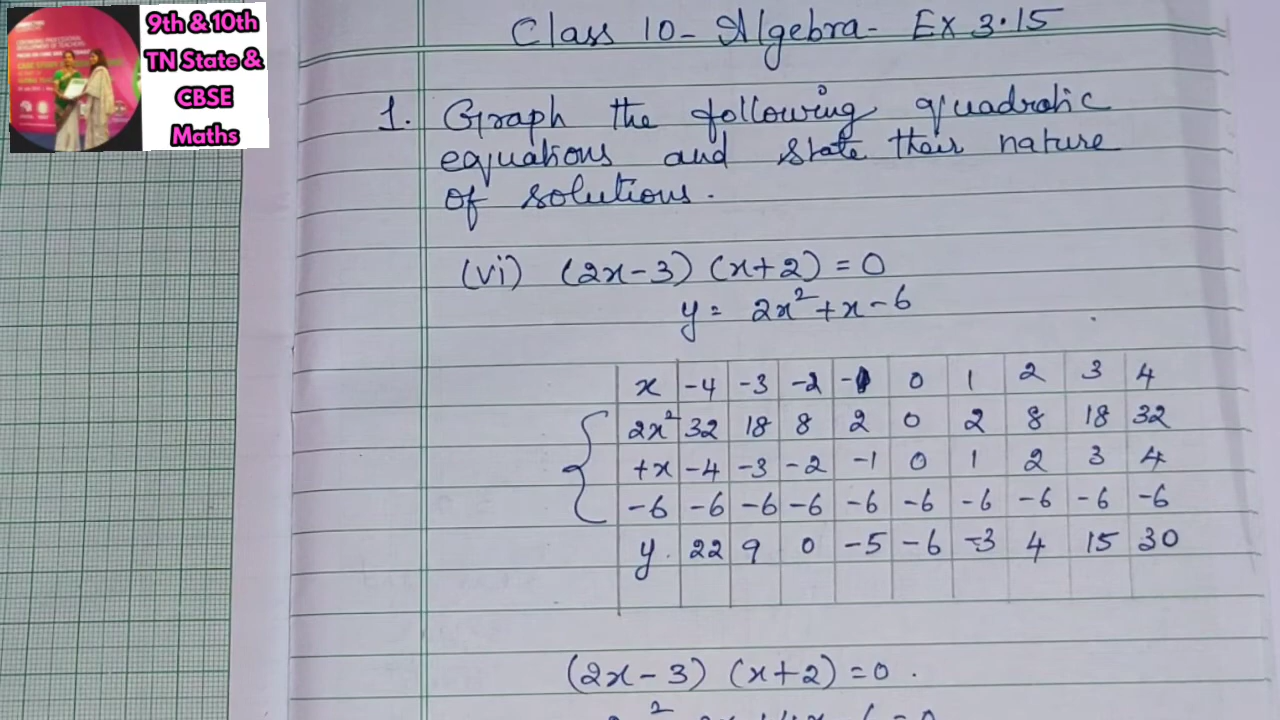 9th & 10th
TN State &
CBSE
Maths
Class 10- Algebra- Ex 3.15
1. Graph the following quadratic
equations and state their nature
of solutions.
(vi) (2x-3) (x+2) = 0
y = 2x²+x-6
x -4 -3 -2 -1 0 1 2 3 4
2x² 32 18 8 2 0 2 8 18 32
+x -4 -3 -2 -1 0 1 2 3 4
-6 -6 -6 -6 -6 -6 -6 -6 -6 -6
y. 22 9 0 -5 -6 -3 4 15 30
(2x-3) (x+2) = 0.